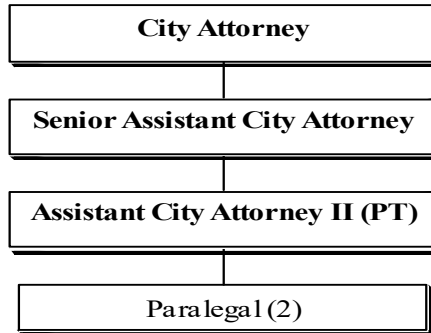 City Attorney
Senior Assistant City Attorney
Assistant City Attorney II (PT)
Paralegal (2)